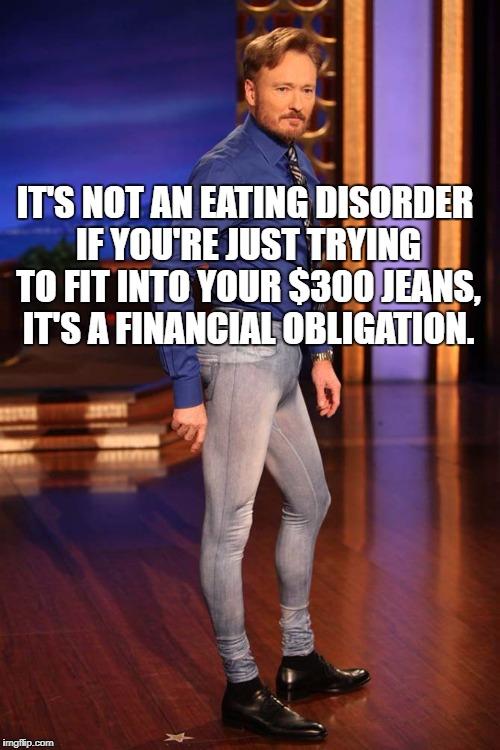 IT'S NOT AN EATING DISORDER
IF YOU'RE JUST TRYING
TO FIT INTO YOUR $300 JEANS,
IT'S A FINANCIAL OBLIGATION.
imgflip.com